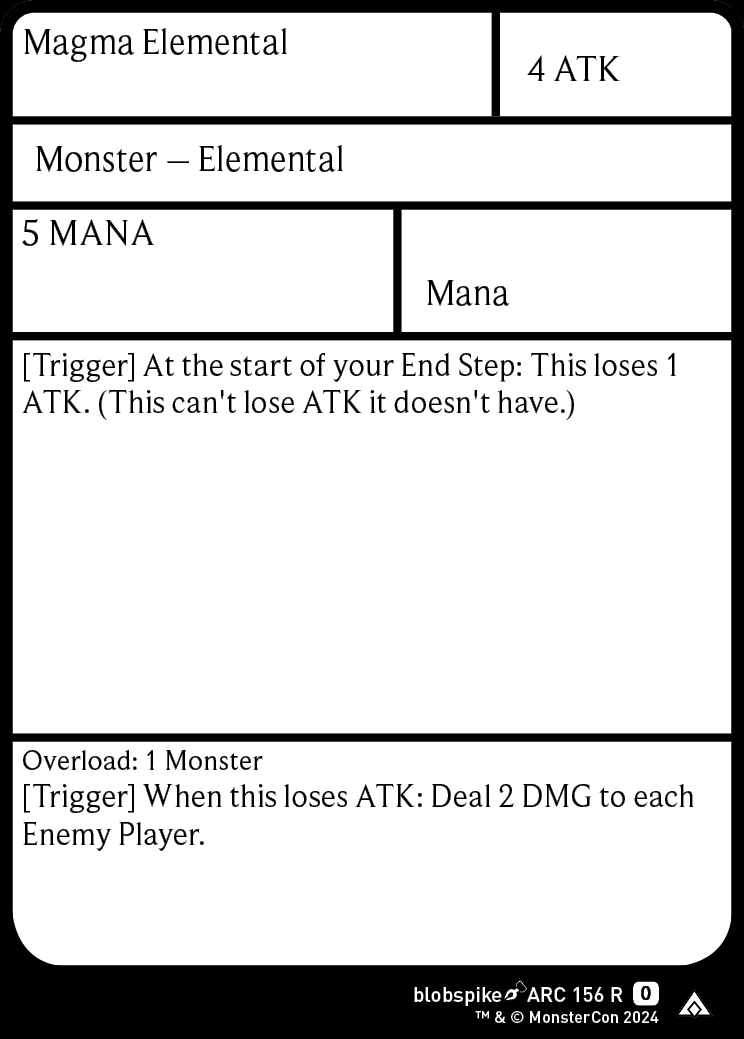 Magma Elemental
4 ATK
Monster – Elemental
5 MANA
Mana
[Trigger] At the start of your End Step: This loses 1
ATK. (This can't lose ATK it doesn't have.)
Overload: 1 Monster
[Trigger] When this loses ATK: Deal 2 DMG to each
Enemy Player.
blobspike ARC 156 R 0
™ & © MonsterCon 2024